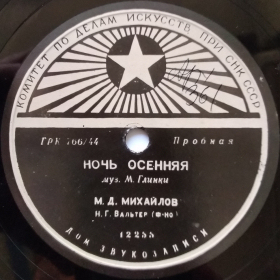 КОМИТЕТ ПО ДЕЛАМ ИСКУССТВ ПРИ СНК СССР
ГРК 766/44 Пробная
НОЧЬ ОСЕННЯЯ
муз. М. Глинки
М. Д. МИХАЙЛОВ
Н. Г. ВАЛЬТЕР (Ф-НО)
12255
ДОМ ЗВУКОЗАПИСИ